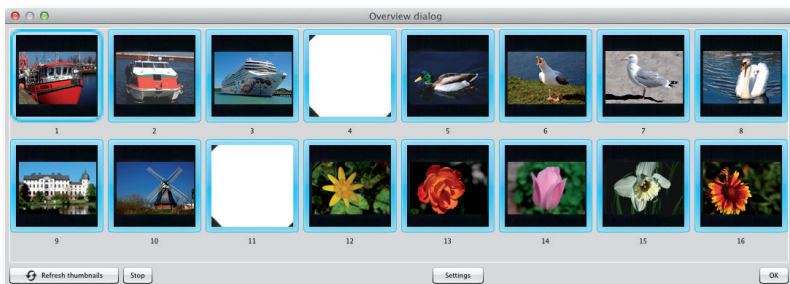 Overview dialog
1 2 3 4 5 6 7 8
9 10 11 12 13 14 15 16
Refresh thumbnails Stop Settings OK